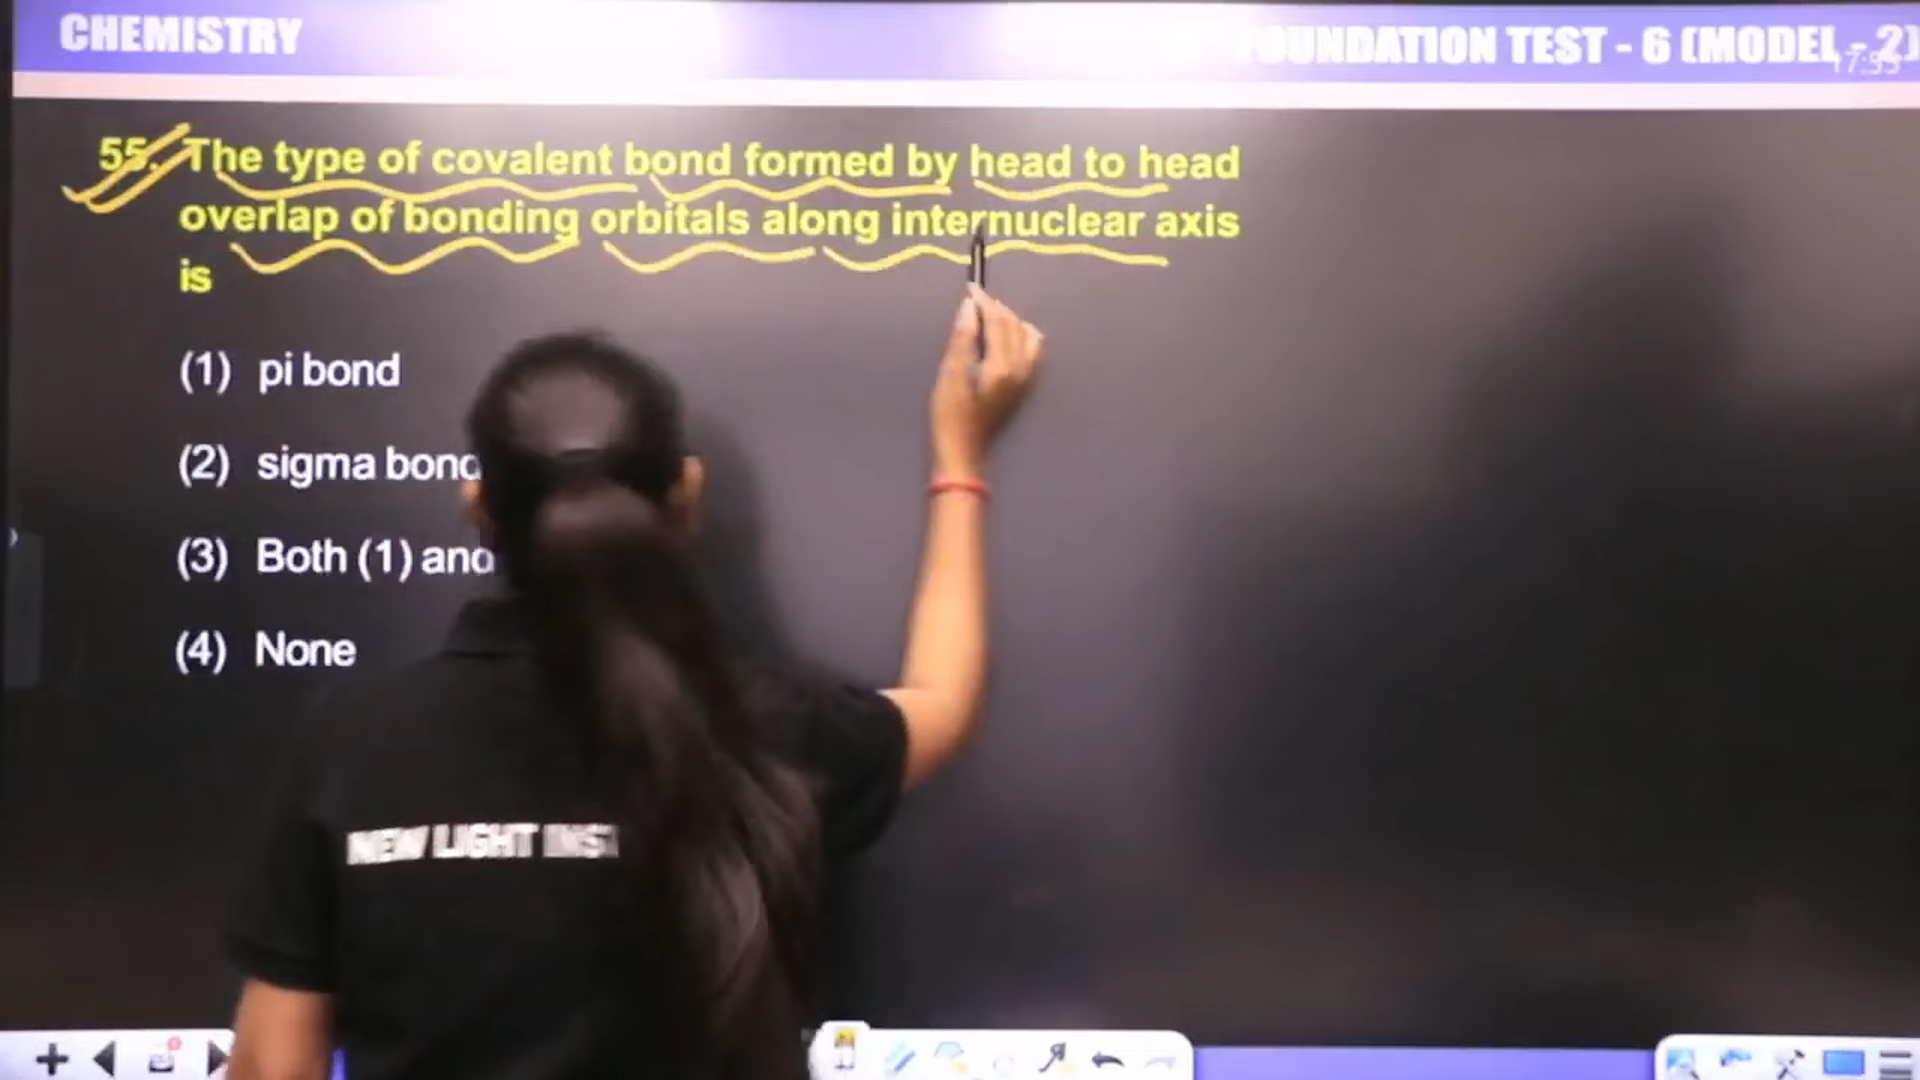 CHEMISTRY
FOUNDATION TEST - 6 (MODEL - 2)
55. The type of covalent bond formed by head to head
overlap of bonding orbitals along internuclear axis
is
(1) pi bond
(2) sigma bond
(3) Both (1) and
(4) None
NEW LIGHT INST